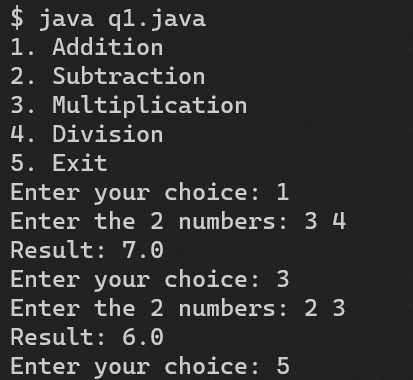 $ java q1.java
1. Addition
2. Subtraction
3. Multiplication
4. Division
5. Exit
Enter your choice: 1
Enter the 2 numbers: 3 4
Result: 7.0
Enter your choice: 3
Enter the 2 numbers: 2 3
Result: 6.0
Enter your choice: 5